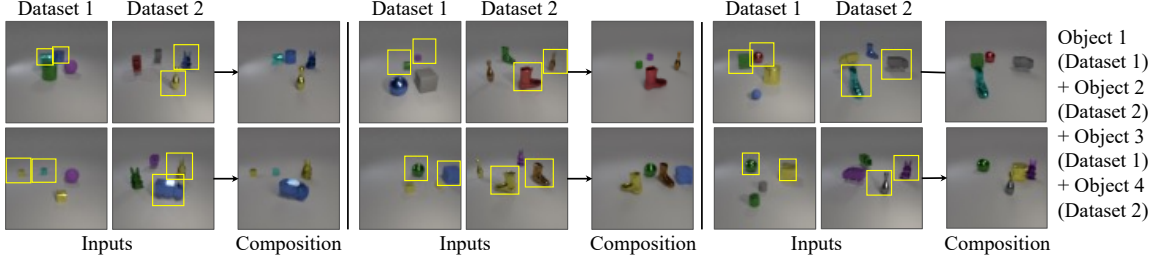 Dataset 1 Dataset 2 Dataset 1 Dataset 2 Dataset 1 Dataset 2
Object 1
(Dataset 1)
+ Object 2
(Dataset 2)
+ Object 3
(Dataset 1)
+ Object 4
(Dataset 2)
Inputs Composition Inputs Composition Inputs Composition